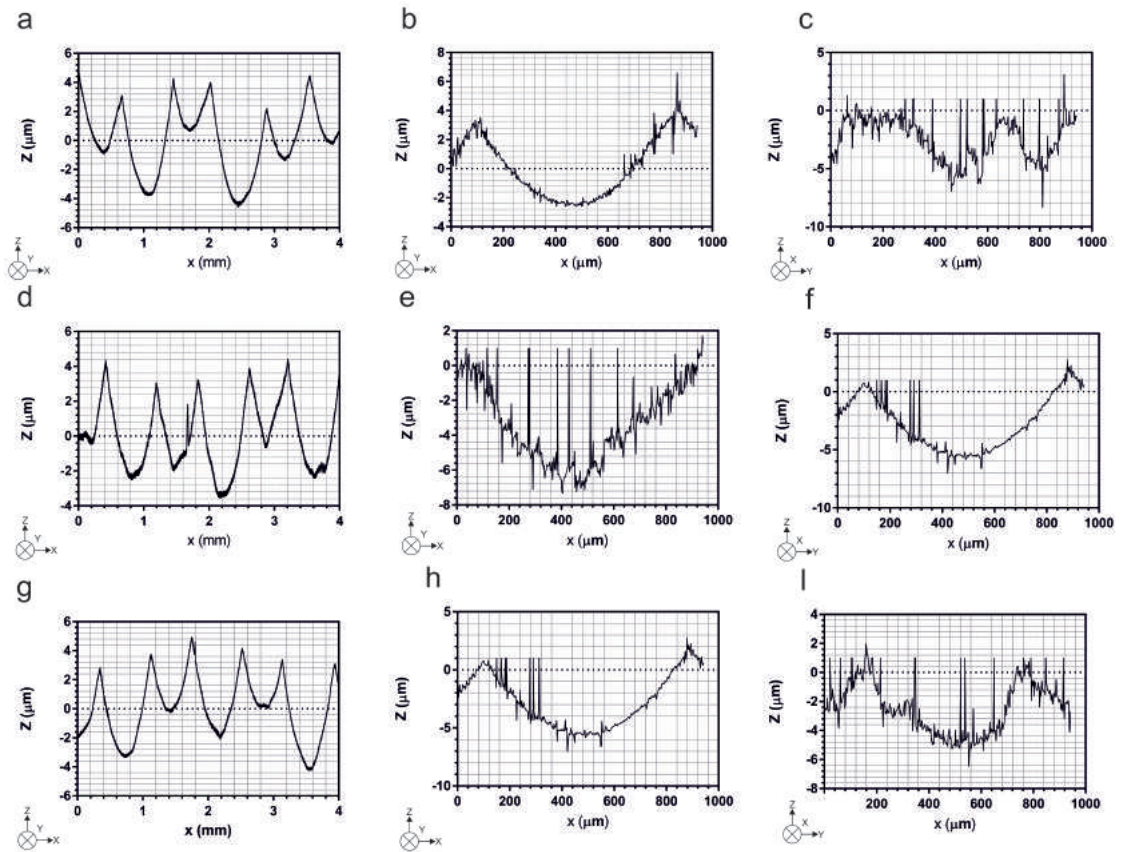 a
Z (µm)
6
4
2
0
-2
-4
-6
0 1 2 3 4
x (mm)
Z
Y
X
b
Z (µm)
8
6
4
2
0
-2
-4
0 200 400 600 800 1000
x (µm)
Z
Y
X
c
Z (µm)
5
0
-5
-10
0 200 400 600 800 1000
x (µm)
Z
X
Y
d
Z (µm)
6
4
2
0
-2
-4
0 1 2 3 4
x (mm)
Z
Y
X
e
Z (µm)
2
0
-2
-4
-6
-8
0 200 400 600 800 1000
x (µm)
Z
Y
X
f
Z (µm)
5
0
-5
-10
0 200 400 600 800 1000
x (µm)
Z
X
Y
g
Z (µm)
6
4
2
0
-2
-4
-6
0 1 2 3 4
x (mm)
Z
Y
X
h
Z (µm)
5
0
-5
-10
0 200 400 600 800 1000
x (µm)
Z
Y
X
l
Z (µm)
4
2
0
-2
-4
-6
-8
200 400 600 800 1000
x (µm)
Z
X
Y